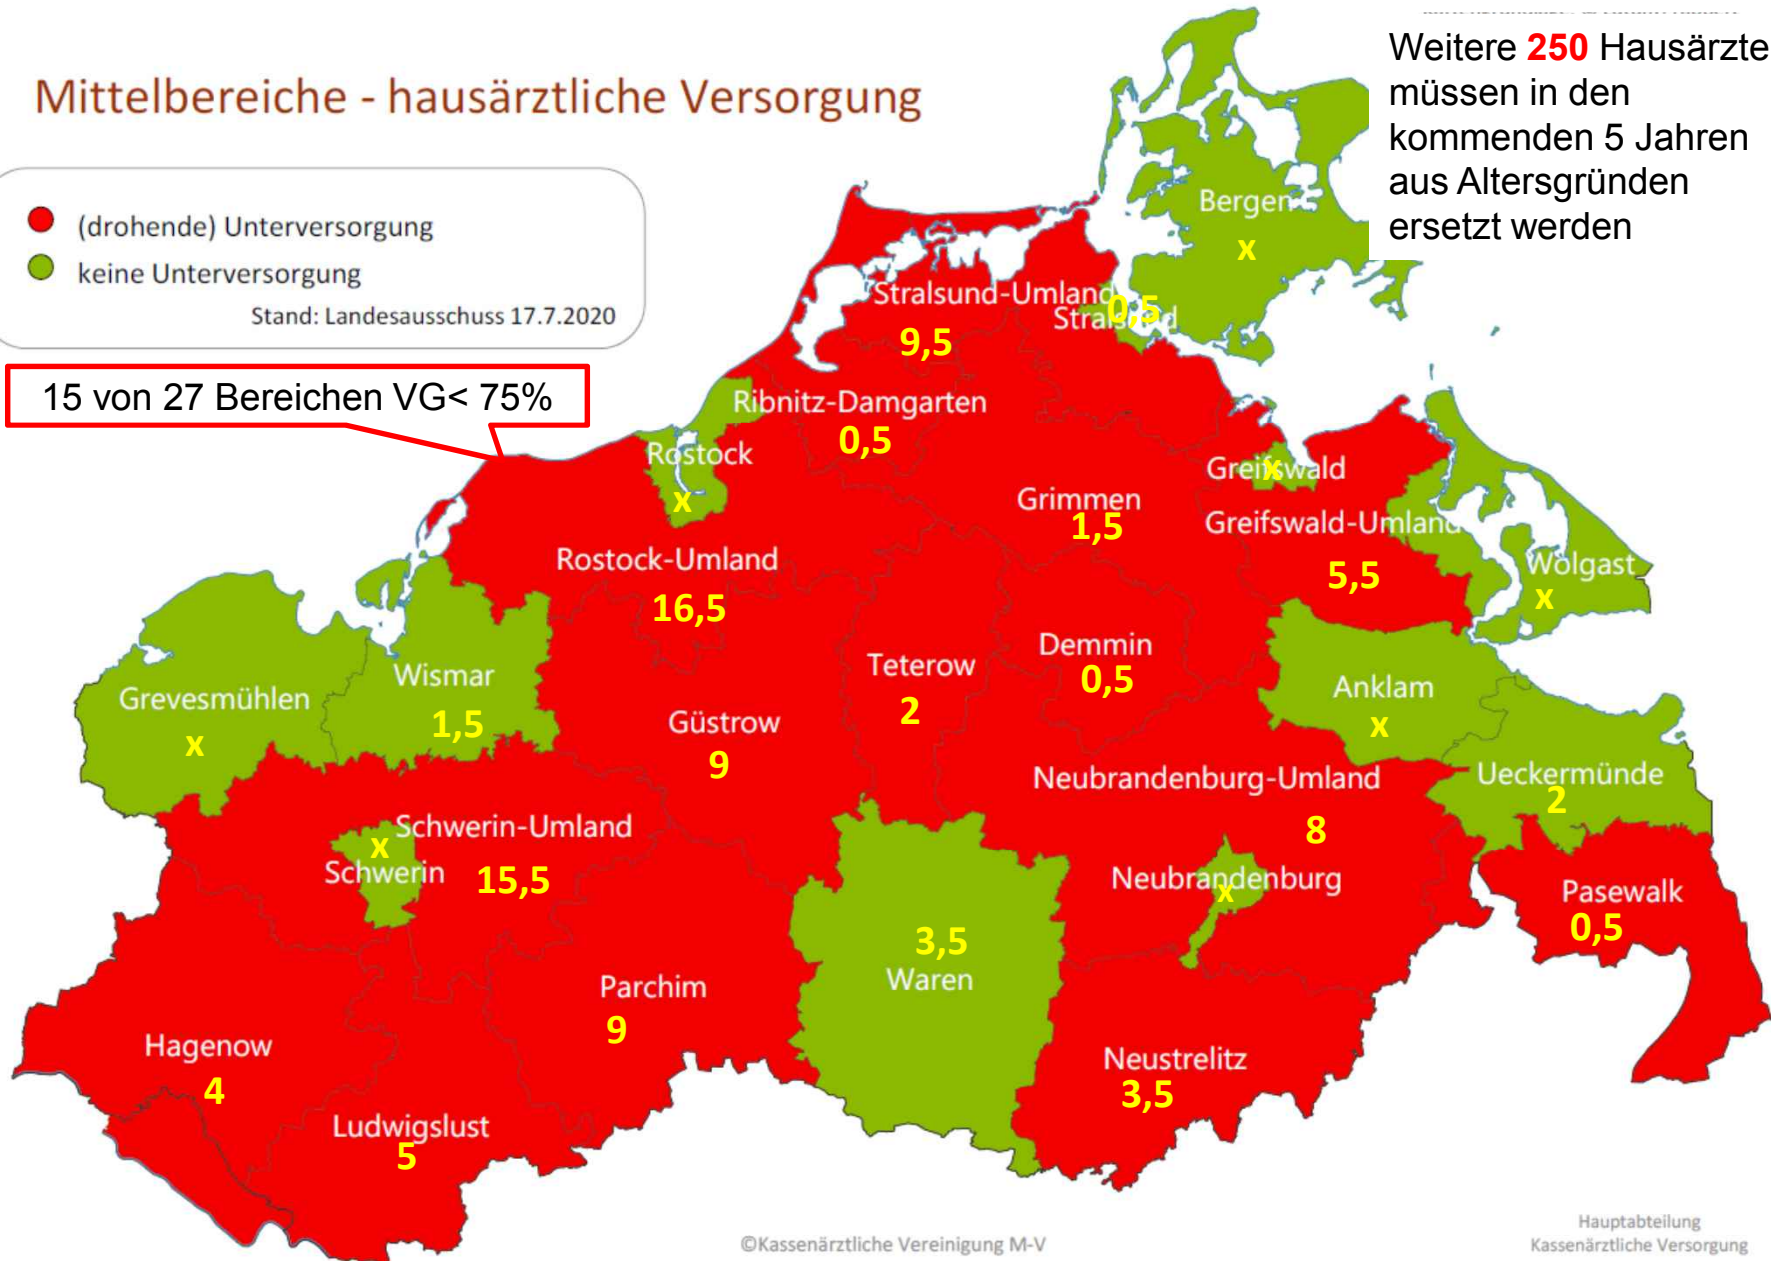 Weitere 250 Hausärzte
müssen in den
kommenden 5 Jahren
aus Altersgründen
ersetzt werden
Mittelbereiche - hausärztliche Versorgung
(drohende) Unterversorgung
keine Unterversorgung
Stand: Landesausschuss 17.7.2020
15 von 27 Bereichen VG< 75%
Bergen
x
Stralsund-Umland
9,5
Stralsund
0,5
Ribnitz-Damgarten
0,5
Rostock
x
Greifswald
x
Grimmen
1,5
Greifswald-Umland
5,5
Rostock-Umland
16,5
Wolgast
x
Demmin
0,5
Teterow
2
Wismar
1,5
Grevesmühlen
x
Güstrow
9
Anklam
x
Neubrandenburg-Umland
8
Ueckermünde
2
Schwerin-Umland
15,5
x
Schwerin
Neubrandenburg
x
Pasewalk
0,5
3,5
Waren
Parchim
9
Hagenow
4
Neustrelitz
3,5
Ludwigslust
5
©Kassenärztliche Vereinigung M-V
Hauptabteilung
Kassenärztliche Versorgung